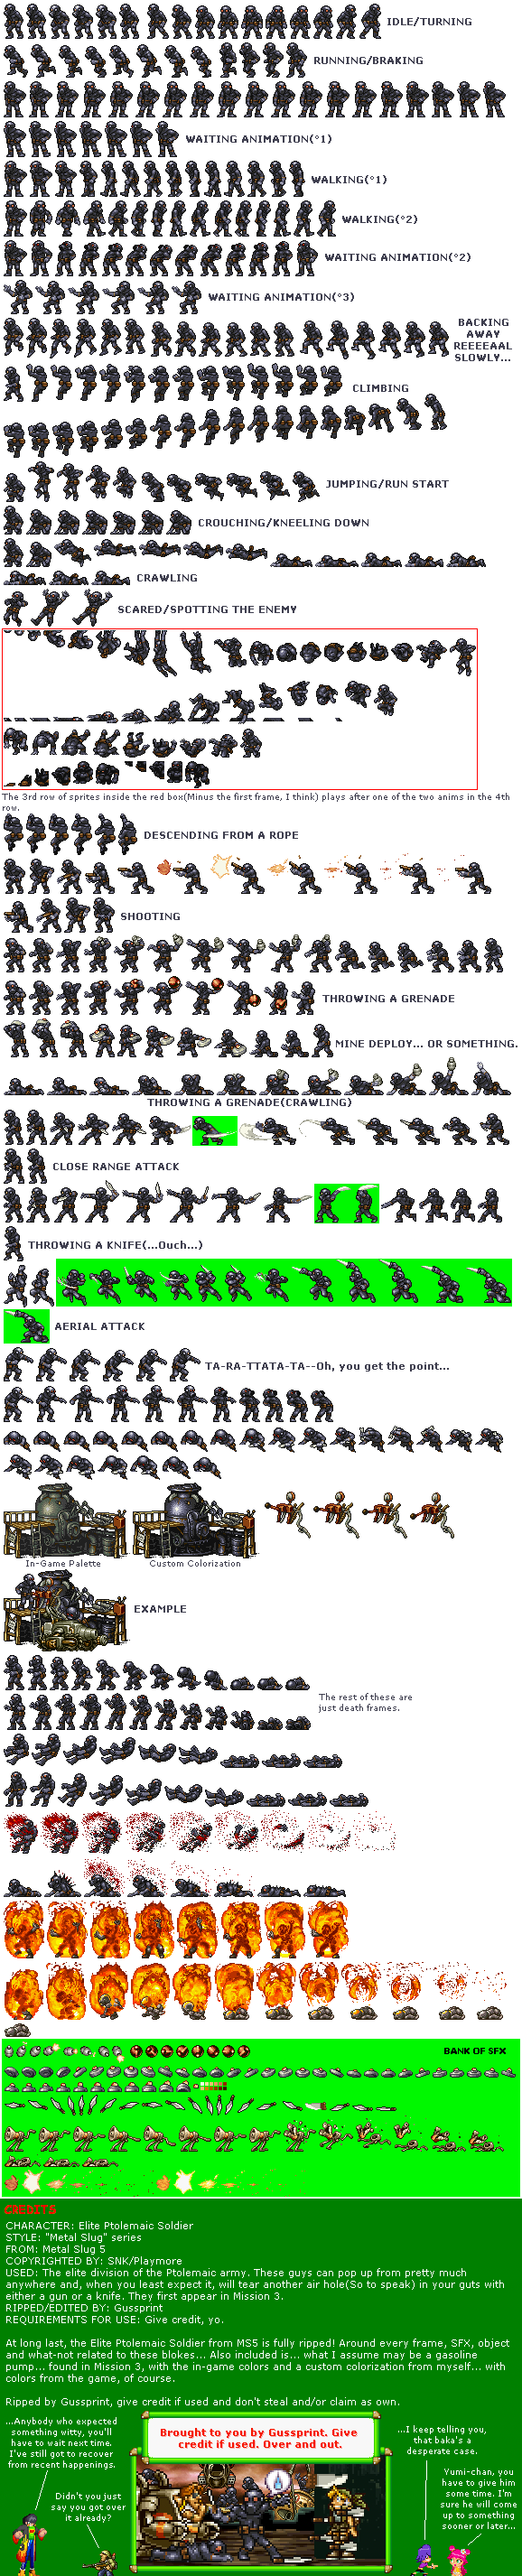 IDLE/TURNING
RUNNING/BRAKING
WAITING ANIMATION(*1)
WALKING(*1)
WALKING(*2)
WAITING ANIMATION(*2)
WAITING ANIMATION(*3)
BACKING
AWAY
REEEEAAL
SLOWLY...
CLIMBING
JUMPING/RUN START
CROUCHING/KNEELING DOWN
CRAWLING
SCARED/SPOTTING THE ENEMY
The 3rd row of sprites inside the red box(Minus the first frame, I think) plays after one of the two anims in the 4th
row.
DESCENDING FROM A ROPE
SHOOTING
THROWING A GRENADE
MINE DEPLOY... OR SOMETHING.
THROWING A GRENADE(CRAWLING)
CLOSE RANGE ATTACK
THROWING A KNIFE(...Ouch...)
AERIAL ATTACK
TA-RA-TTATA-TA--Oh, you get the point...
In-Game Palette
Custom Colorization
EXAMPLE
The rest of these are
just death frames.
BANK OF SFX
CREDITS
CHARACTER: Elite Ptolemaic Soldier
STYLE: "Metal Slug" series
FROM: Metal Slug 5
COPYRIGHTED BY: SNK/Playmore
USED: The elite division of the Ptolemaic army. These guys can pop up from pretty much
anywhere and, when you least expect it, will tear another air hole(So to speak) in your guts with
either a gun or a knife. They first appear in Mission 3.
RIPPED/EDITED BY: Gussprint
REQUIREMENTS FOR USE: Give credit, yo.
At long last, the Elite Ptolemaic Soldier from MS5 is fully ripped! Around every frame, SFX, object
and what-not related to these blokes... Also included is... what I assume may be a gasoline
pump... found in Mission 3, with the in-game colors and a custom colorization from myself... with
colors from the game, of course.
Ripped by Gussprint, give credit if used and don't steal and/or claim as own.
...Anybody who expected
something witty, you'll
have to wait next time.
I've still got to recover
from recent happenings.
Didn't you just
say you got over
it already?
Brought to you by Gussprint. Give
credit if used. Over and out.
...I keep telling you,
that baka's a
desperate case.
Yumi-chan, you
have to give him
some time. I'm
sure he will come
up to something
sooner or later...